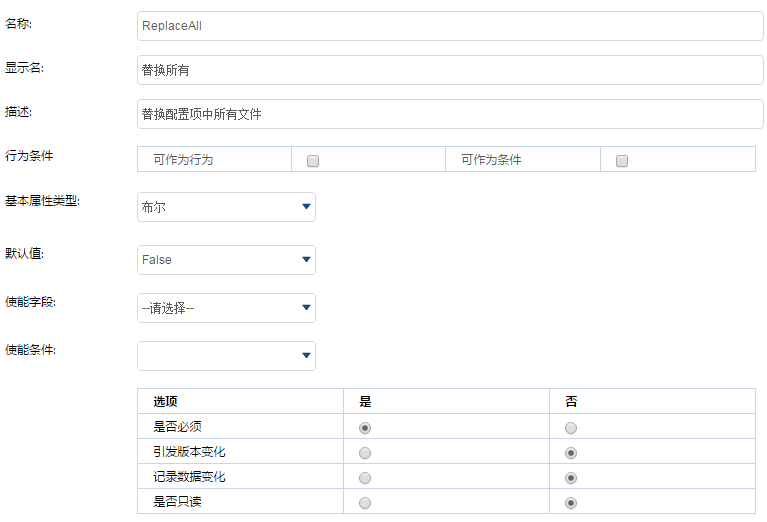 名称: ReplaceAll
显示名: 替换所有
描述: 替换配置项中所有文件
行为条件 可作为行为 可作为条件
基本属性类型: 布尔
默认值: False
使能字段: --请选择--
使能条件:
选项 是 否
是否必须
引发版本变化
记录数据变化
是否只读